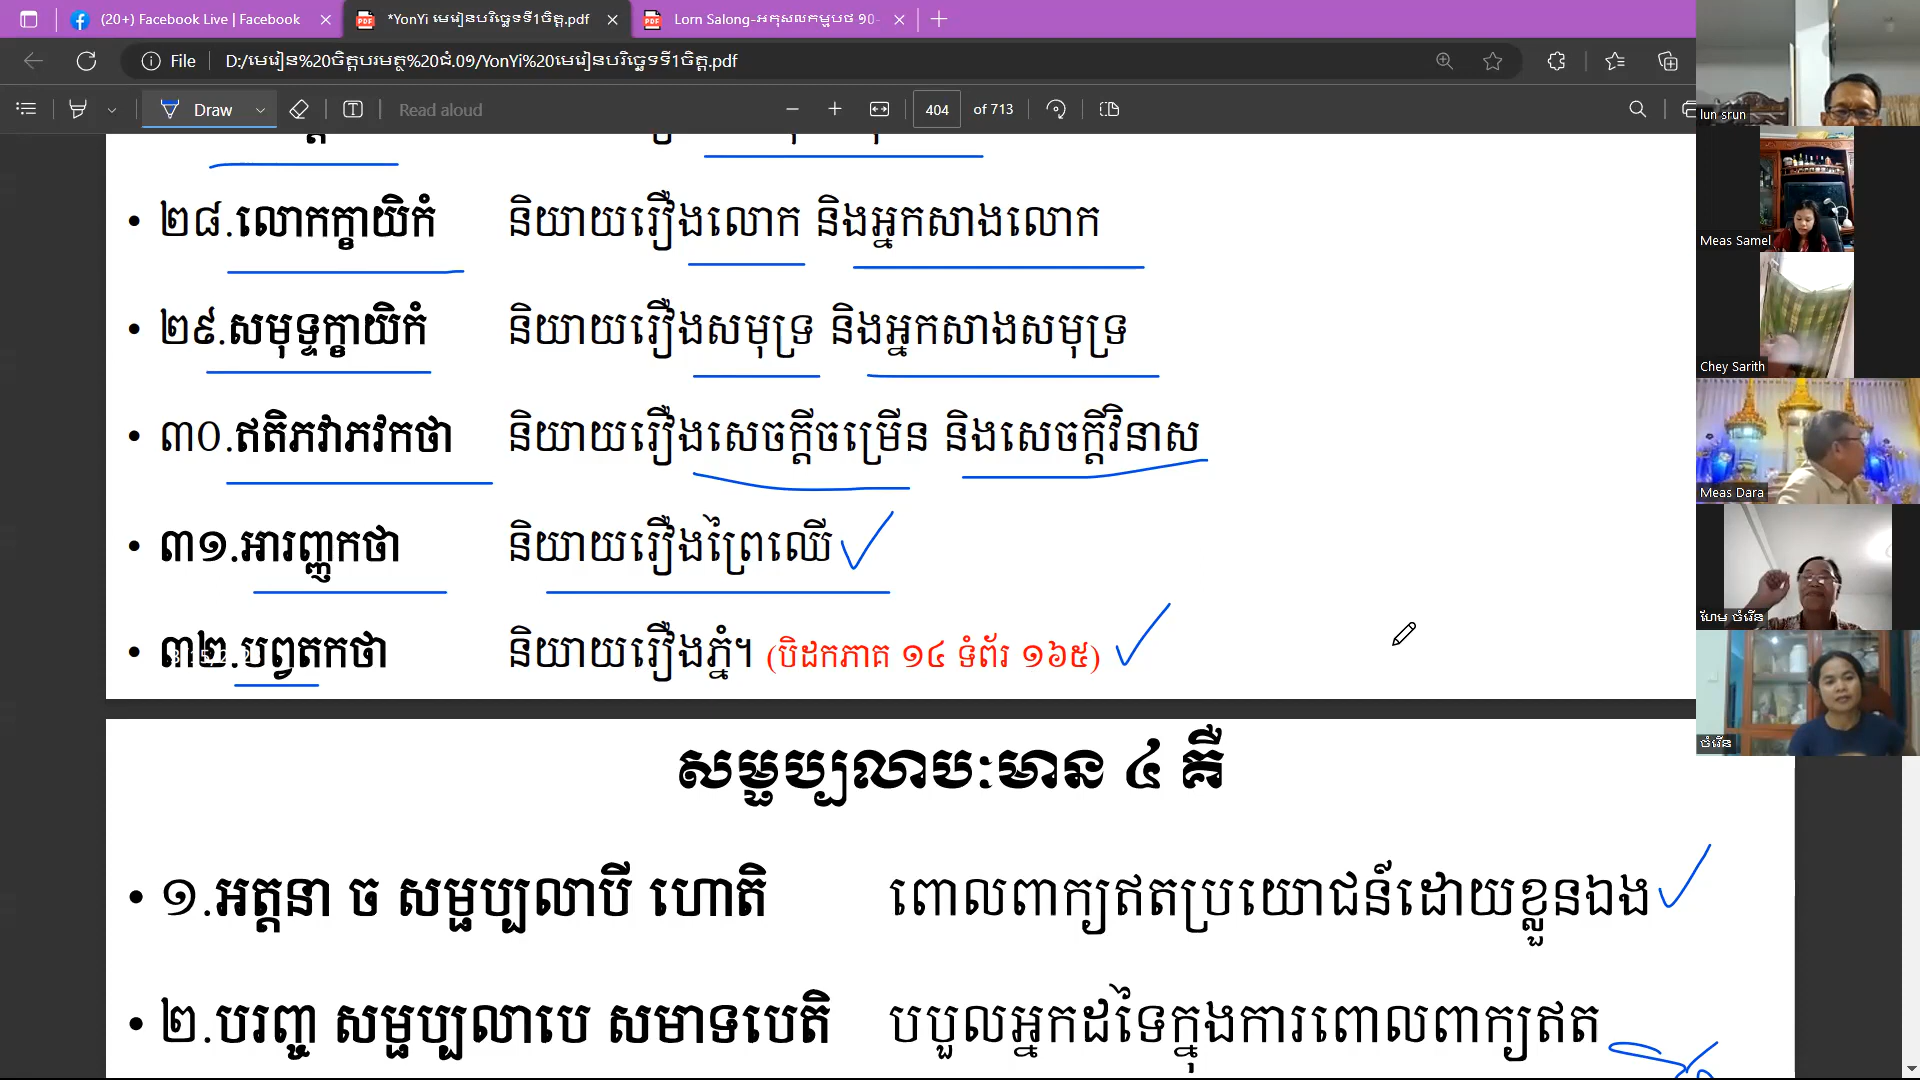 (20+) Facebook Live | Facebook
*YonYi មេរៀនបរិច្ឆេទទី1ចិត្ត.pdf
Lorn Salong-អកុសលកម្មបថ ១០-
File
D:/មេរៀន%20ចិត្តបរមត្ថ%20ជំ.០១/YonYi%20មេរៀនបរិច្ឆេទទី1ចិត្ត.pdf
Draw
Read aloud
404 of 713
• ២៨.លោកក្ខាយិកំ និយាយរឿងលោក និងអ្នកសាងលោក
• ២៩.សមុទ្ទក្ខាយិកំ និយាយរឿងសមុទ្រ និងអ្នកសាងសមុទ្រ
• ៣០.ឥតិភវាភវកថា និយាយរឿងសេចក្ដីចម្រើន និងសេចក្ដីវិនាស
• ៣១.អារញ្ញកថា និយាយរឿងព្រៃឈើ
• ៣២.បព្វតកថា និយាយរឿងភ្នំ។ (បិដកភាគ ១៤ ទំព័រ ១៦៥)
សម្ផប្បលាបៈមាន ៤ គឺ
• ១.អត្តនា ច សម្ផប្បលាបី ហោតិ ពោលពាក្យឥតប្រយោជន៍ដោយខ្លួនឯង
• ២.បរញ្ច សម្ផប្បលាបេ សមាទបេតិ បបួលអ្នកដទៃក្នុងការពោលពាក្យឥត
lun srun
Meas Samel
Chey Sarith
Meas Dara
ហែម ចំរើន
ចំរើន